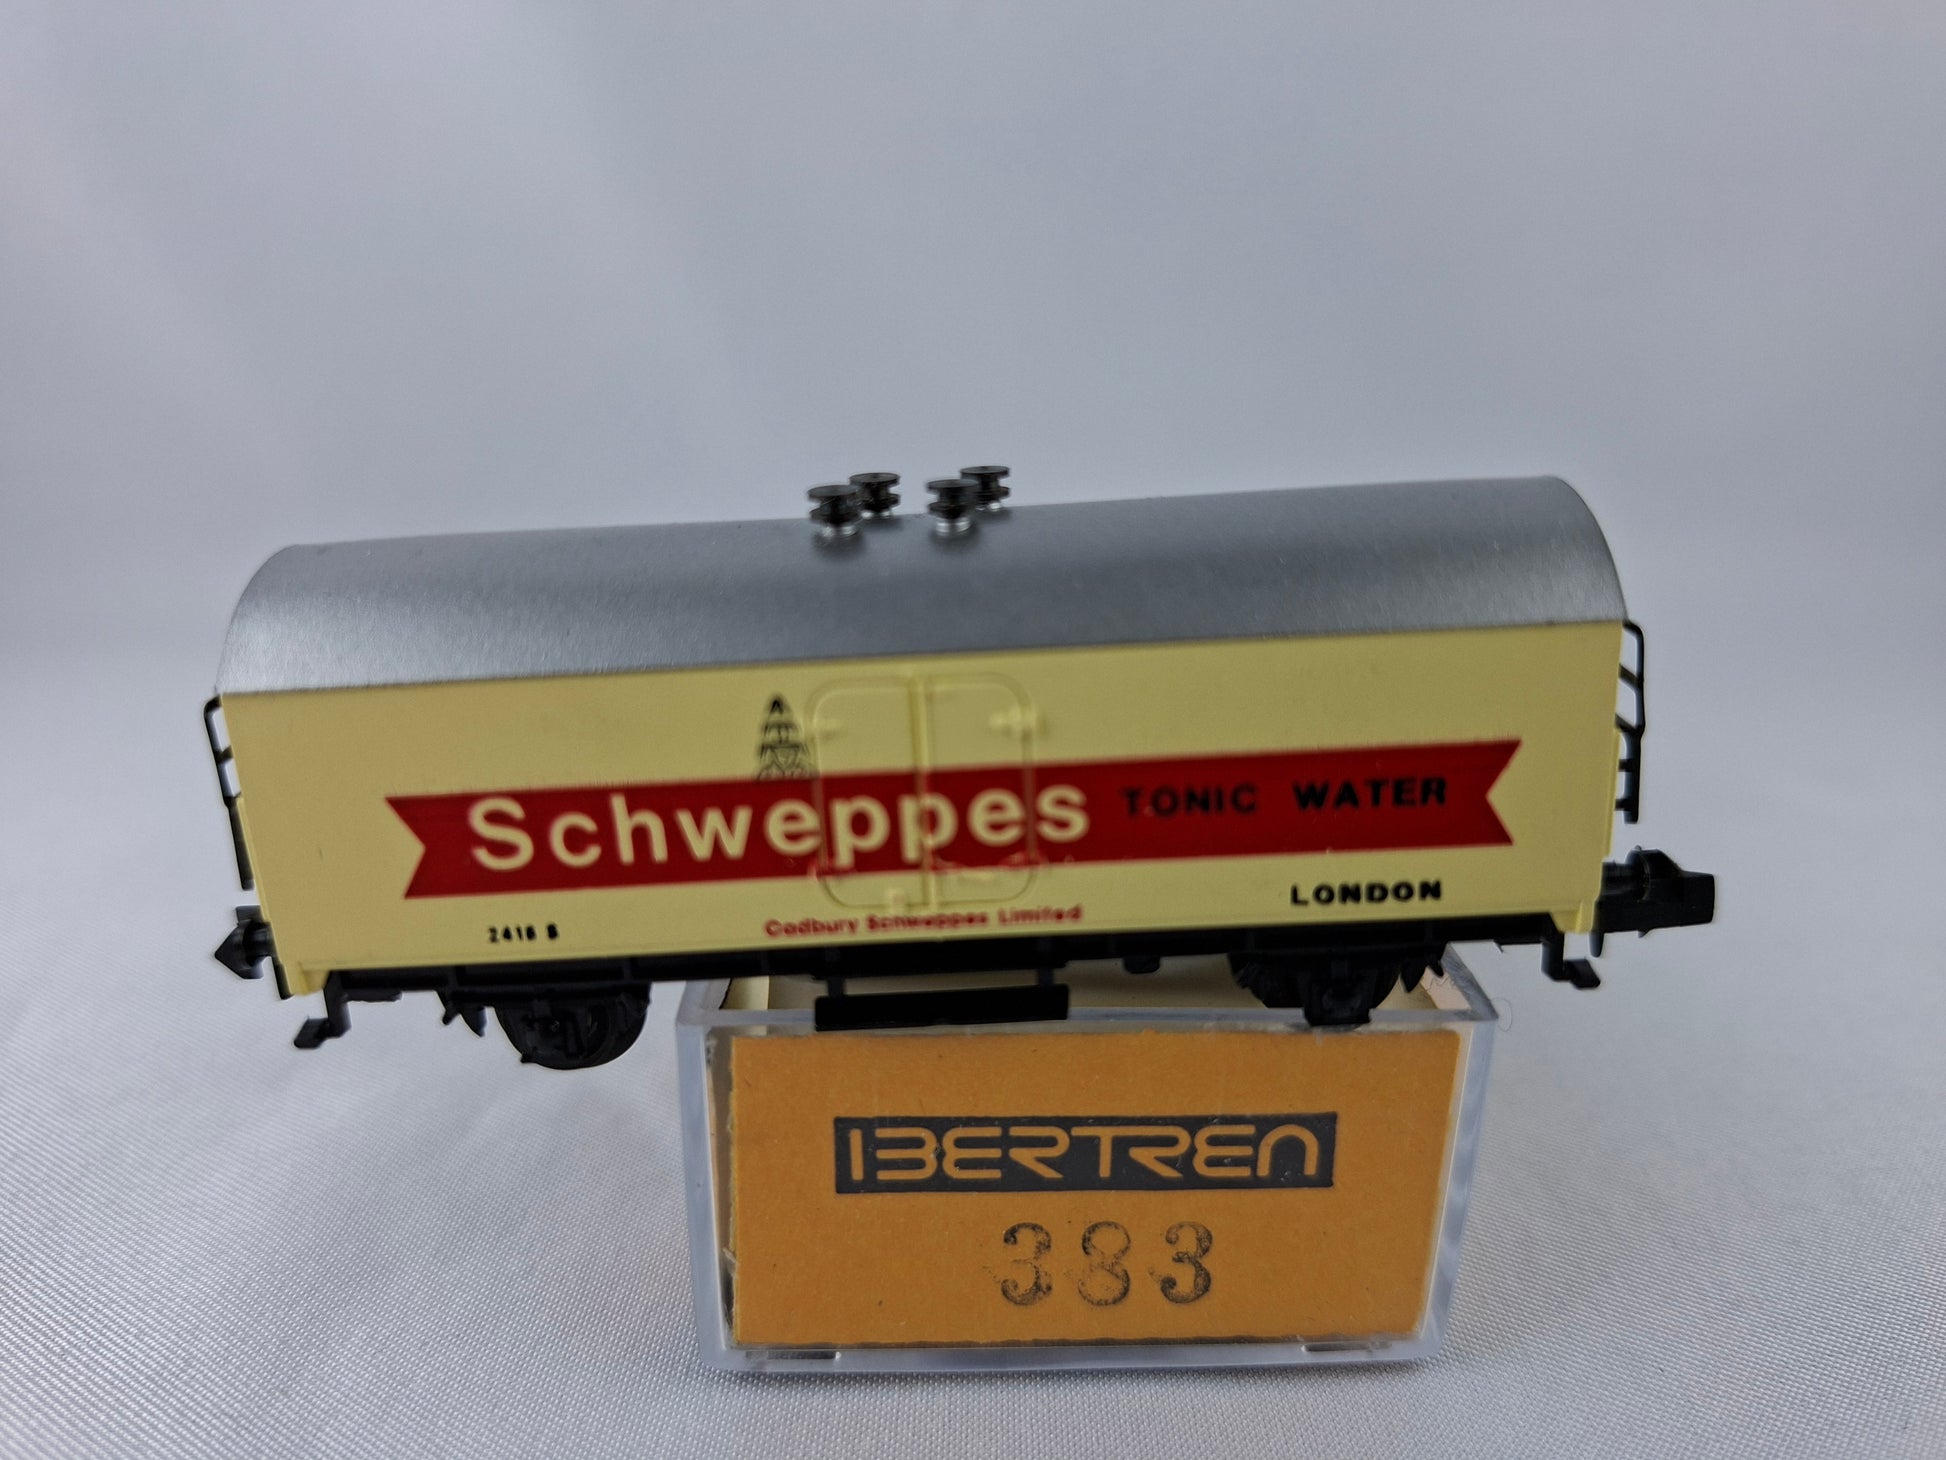 Schweppes TONIC WATER
LONDON
2418 S
Cadbury Schweppes Limited
IBERTREN
383